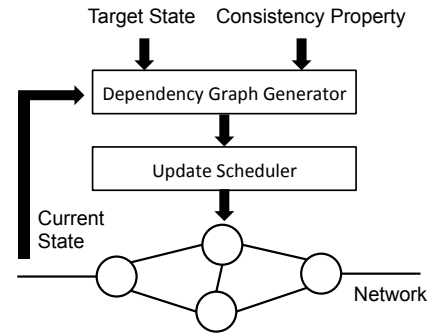 Target State
Consistency Property
Dependency Graph Generator
Update Scheduler
Current
State
Network